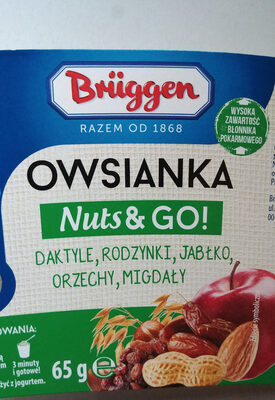 Brüggen
RAZEM OD 1868
WYSOKA
ZAWARTOŚĆ
BŁONNIKA
POKARMOWEGO
OWSIANKA
Nuts & GO!
DAKTYLE, RODZYNKI, JABŁKO,
ORZECHY, MIGDAŁY
OWANIA:
3 minuty
i gotowe!
żyć z jogurtem.
65 g e